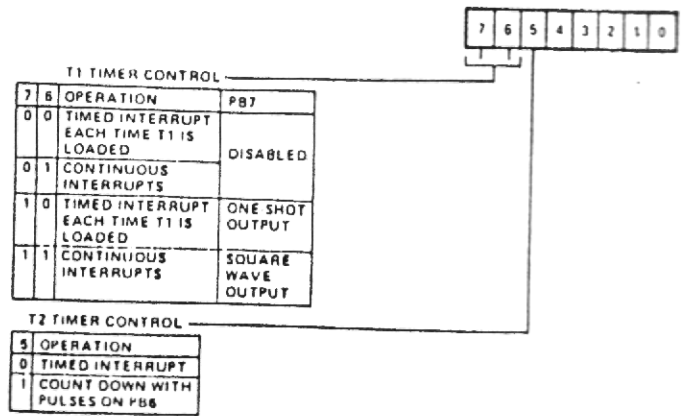 7 6 5 4 3 2 1 0
T1 TIMER CONTROL
7 6 OPERATION PB7
0 0 TIMED INTERRUPT
EACH TIME T1 IS
LOADED
DISABLED
0 1 CONTINUOUS
INTERRUPTS
1 0 TIMED INTERRUPT ONE SHOT
EACH TIME T1 IS OUTPUT
LOADED
1 1 CONTINUOUS SQUARE
INTERRUPTS WAVE
OUTPUT
T2 TIMER CONTROL
5 OPERATION
0 TIMED INTERRUPT
1 COUNT DOWN WITH
PULSES ON PB6